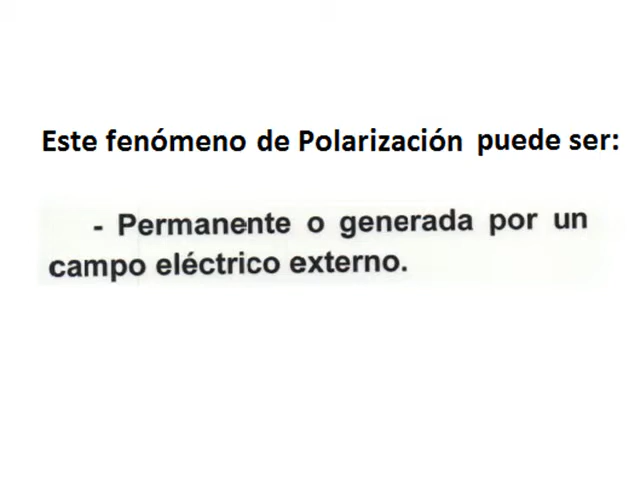 Este fenómeno de Polarización puede ser:
- Permanente o generada por un
campo eléctrico externo.